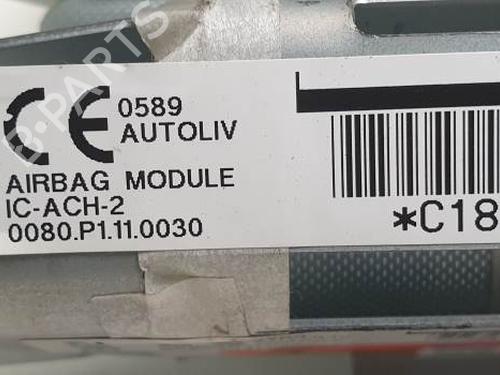 CE 0589
AUTOLIV
AIRBAG MODULE
IC-ACH-2
0080.P1.11.0030
*C18
B-PARTS